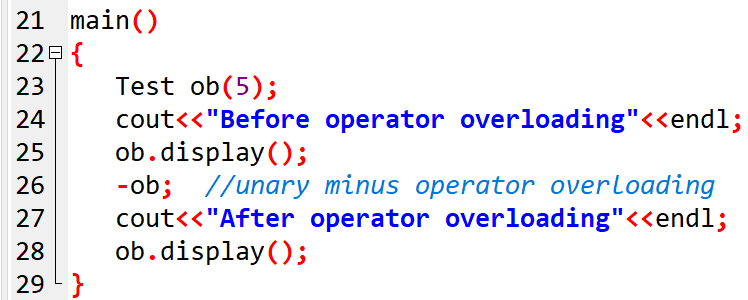 21 main()
22 {
23 Test ob(5);
24 cout<<"Before operator overloading"<<endl;
25 ob.display();
26 -ob; //unary minus operator overloading
27 cout<<"After operator overloading"<<endl;
28 ob.display();
29 }